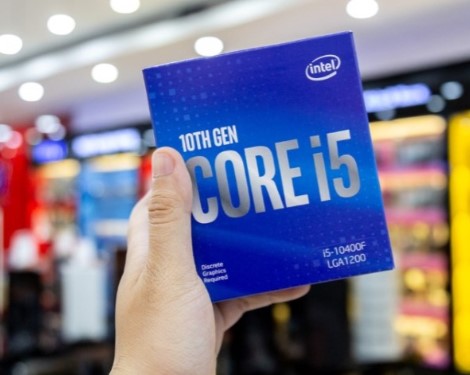 intel
10TH GEN
CORE i5
i5-10400F
LGA1200
Discrete
Graphics
Required